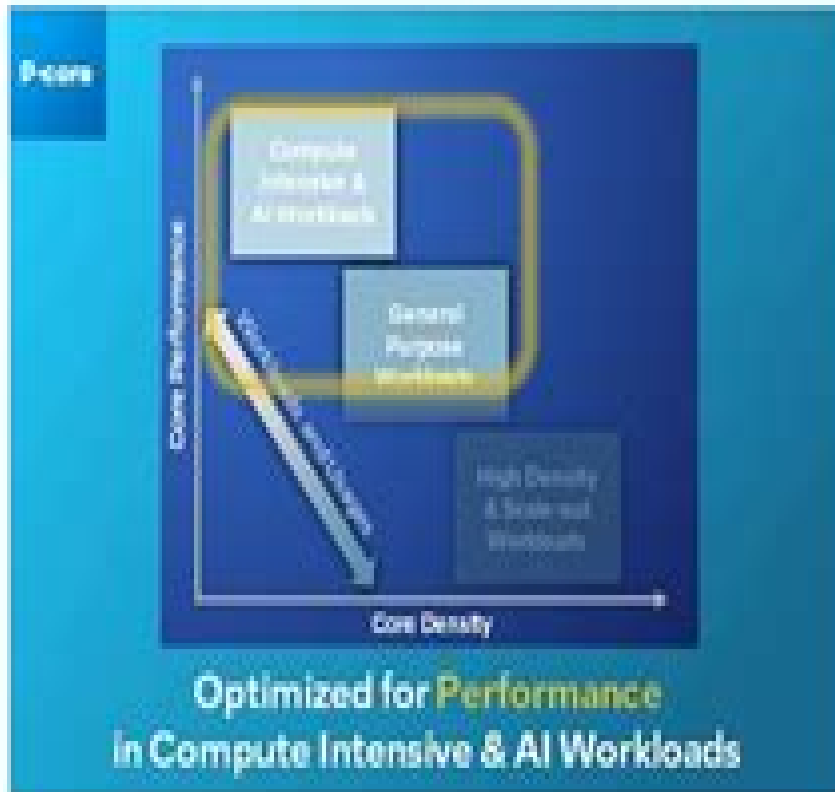 P-core
Compute
Intensive &
AI Workloads
General
Purpose
Workloads
High Density
& Scale-out
Workloads
Core Performance
Core Density
Optimized for Performance
in Compute Intensive & AI Workloads